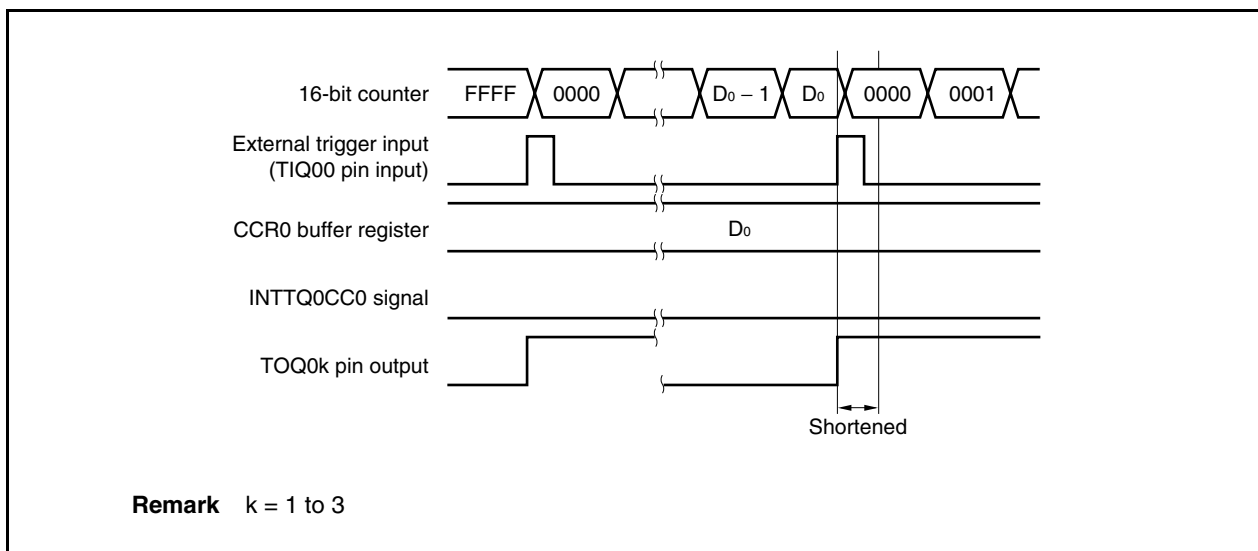 16-bit counter FFFF 0000 D₀ − 1 D₀ 0000 0001
External trigger input
(TIQ00 pin input)
CCR0 buffer register D₀
INTTQ0CC0 signal
TOQ0k pin output
Shortened
Remark k = 1 to 3